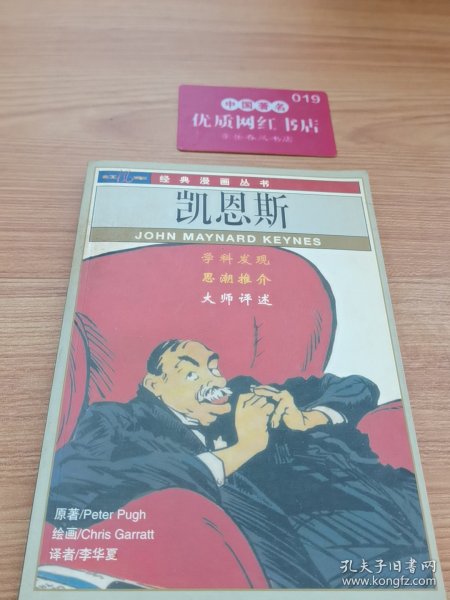 019
中国著名
优质网红书店
经典漫画丛书
凯恩斯
JOHN MAYNARD KEYNES
学科发现
思潮推介
大师评述
原著/Peter Pugh
绘画/Chris Garratt
译者/李华夏
孔夫子旧书网
book.kongfz.com